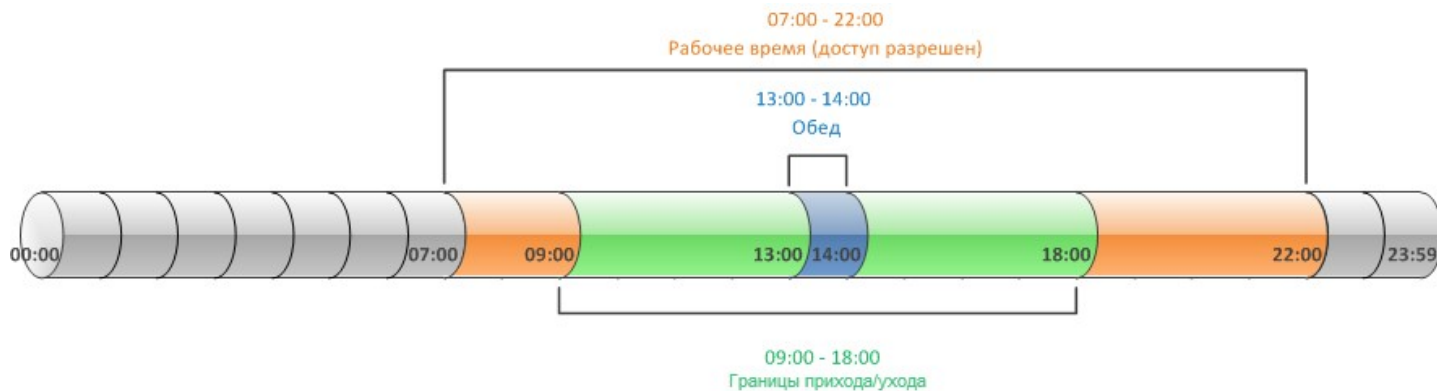 07:00 - 22:00
Рабочее время (доступ разрешен)
13:00 - 14:00
Обед
00:00 07:00 09:00 13:00 14:00 18:00 22:00 23:59
09:00 - 18:00
Границы прихода/ухода